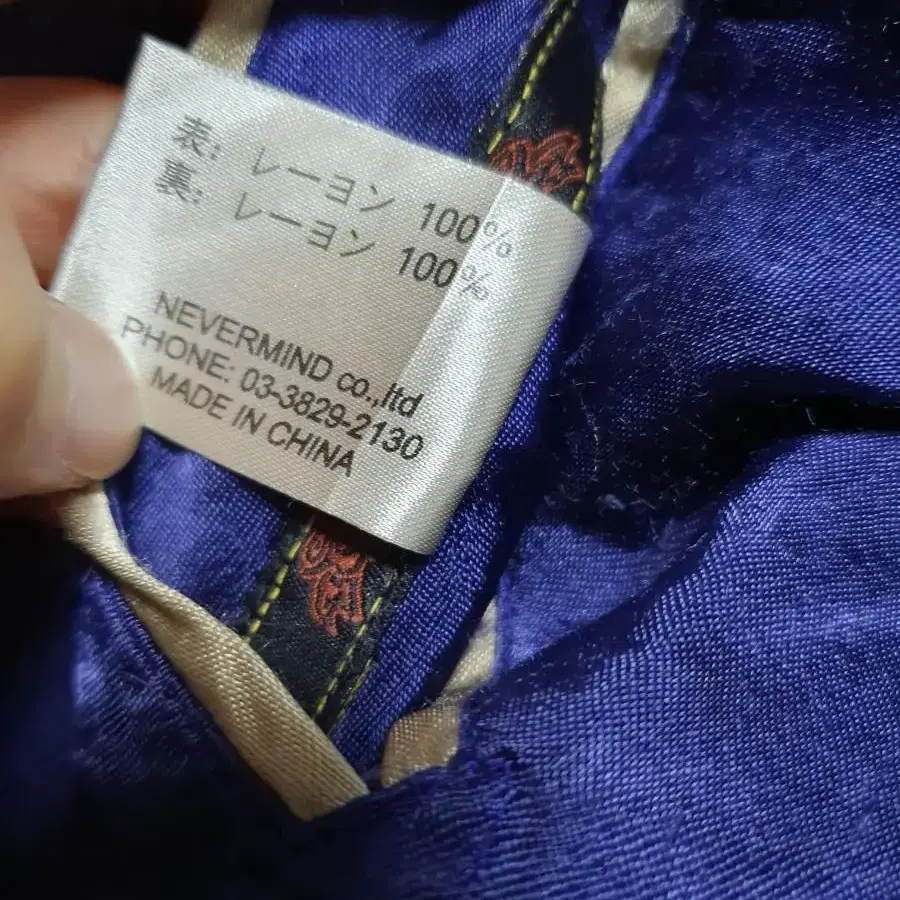 表: レーヨン 100%
裏: レーヨン 100%
NEVERMIND co.,ltd
PHONE: 03-3829-2130
MADE IN CHINA